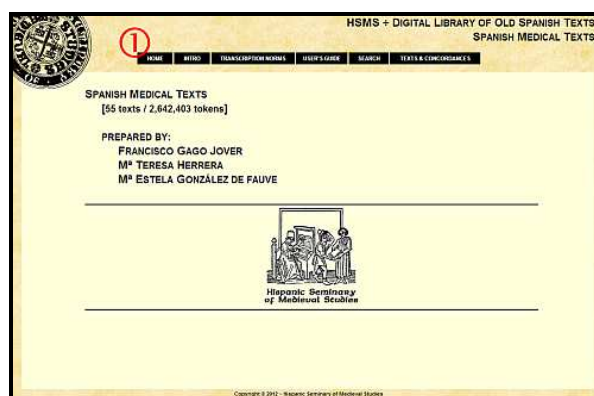 HSMS + DIGITAL LIBRARY OF OLD SPANISH TEXTS
SPANISH MEDICAL TEXTS
①
HOME INTRO TRANSCRIPTION NORMS USER'S GUIDE SEARCH TEXTS & CONCORDANCES
SPANISH MEDICAL TEXTS
[55 texts / 2,642,403 tokens]
PREPARED BY:
FRANCISCO GAGO JOVER
Mª TERESA HERRERA
Mª ESTELA GONZÁLEZ DE FAUVE
Hispanic Seminary
of Medieval Studies
Copyright © 2012 - Hispanic Seminary of Medieval Studies